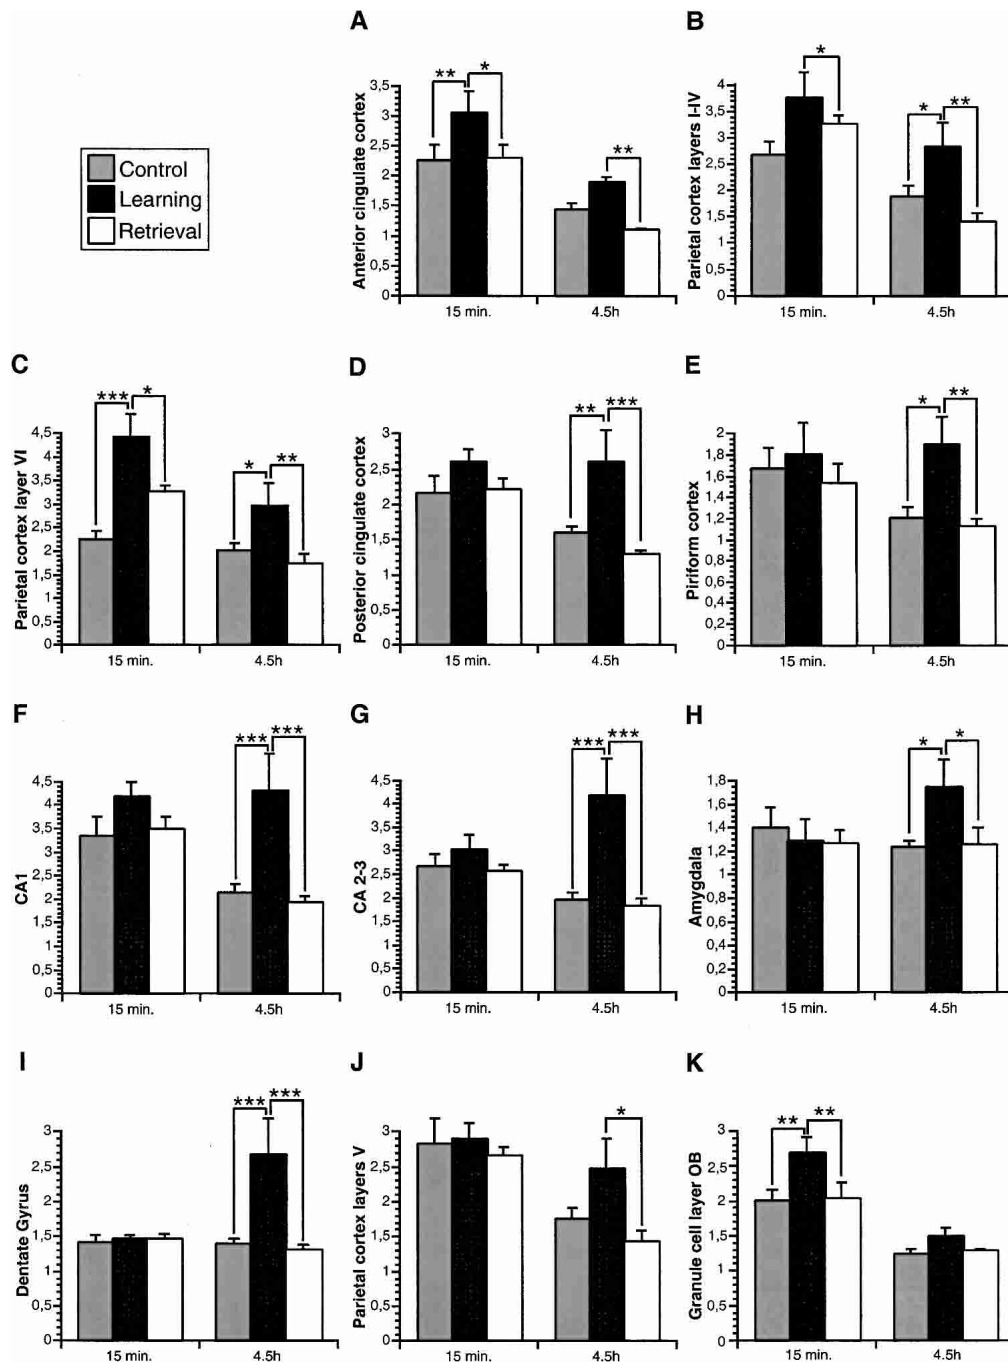 A
B
Control
Learning
Retrieval
Anterior cingulate cortex
3,5
3
2,5
2
1,5
1
0,5
0
** * **
15 min. 4.5h
Parietal cortex layers I-IV
4
3,5
3
2,5
2
1,5
1
0,5
0
* * **
15 min. 4.5h
C
D
E
Parietal cortex layer VI
4,5
4
3,5
3
2,5
2
1,5
1
0,5
0
*** * * **
15 min. 4.5h
Posterior cingulate cortex
3
2,5
2
1,5
1
0,5
0
** ***
15 min. 4.5h
Piriform cortex
2
1,8
1,6
1,4
1,2
1
0,8
0,6
0,4
0,2
0
* **
15 min. 4.5h
F
G
H
CA1
4,5
4
3,5
3
2,5
2
1,5
1
0,5
0
*** ***
15 min. 4.5h
CA 2-3
4,5
4
3,5
3
2,5
2
1,5
1
0,5
0
*** ***
15 min. 4.5h
Amygdala
1,8
1,6
1,4
1,2
1
0,8
0,6
0,4
0,2
0
* *
15 min. 4.5h
I
J
K
Dentate Gyrus
3
2,5
2
1,5
1
0,5
0
*** ***
15 min. 4.5h
Parietal cortex layers V
3
2,5
2
1,5
1
0,5
0
*
15 min. 4.5h
Granule cell layer OB
3
2,5
2
1,5
1
0,5
0
** **
15 min. 4.5h